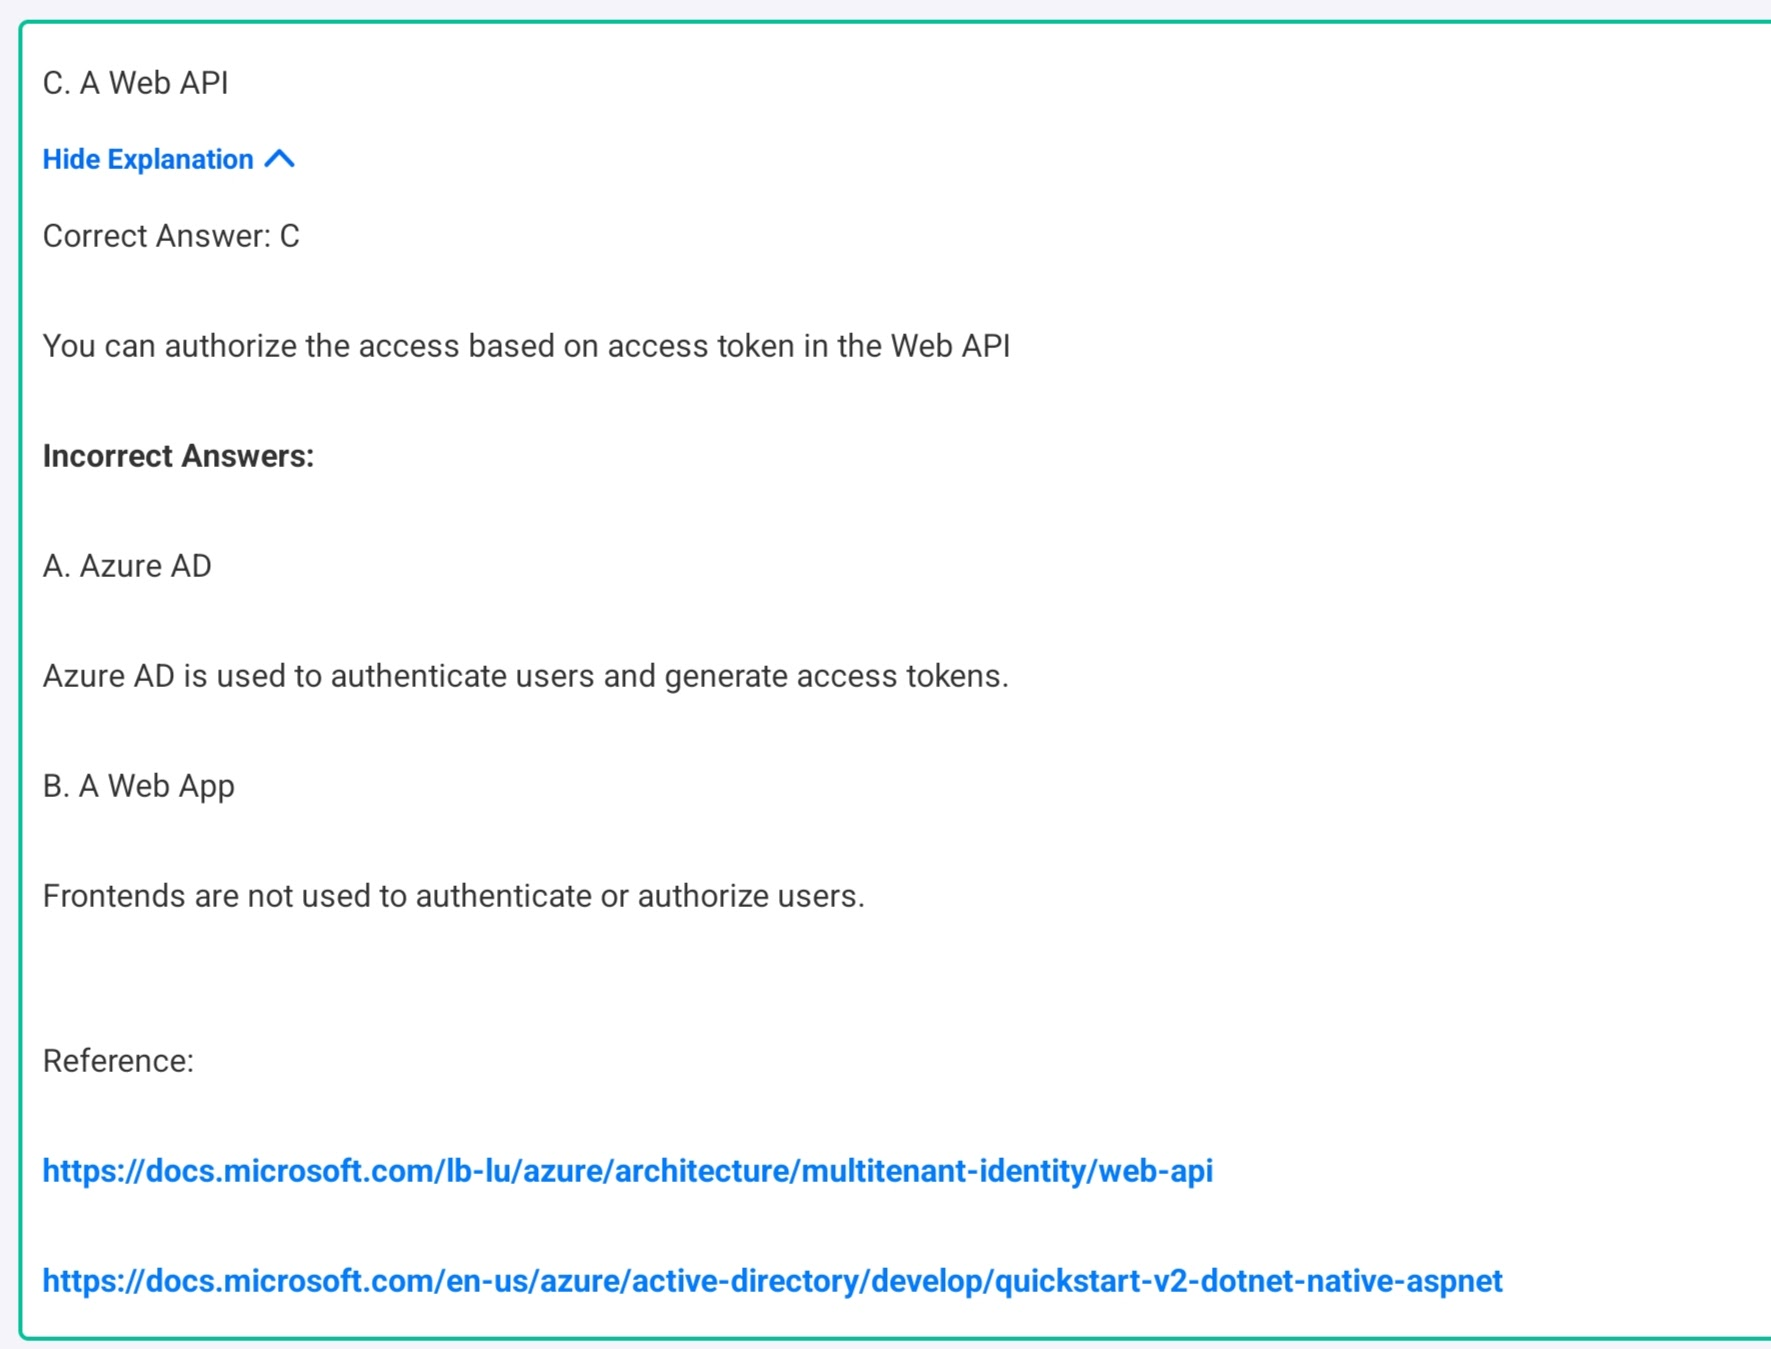 C. A Web API
Hide Explanation
Correct Answer: C
You can authorize the access based on access token in the Web API
Incorrect Answers:
A. Azure AD
Azure AD is used to authenticate users and generate access tokens.
B. A Web App
Frontends are not used to authenticate or authorize users.
Reference:
https://docs.microsoft.com/lb-lu/azure/architecture/multitenant-identity/web-api
https://docs.microsoft.com/en-us/azure/active-directory/develop/quickstart-v2-dotnet-native-aspnet